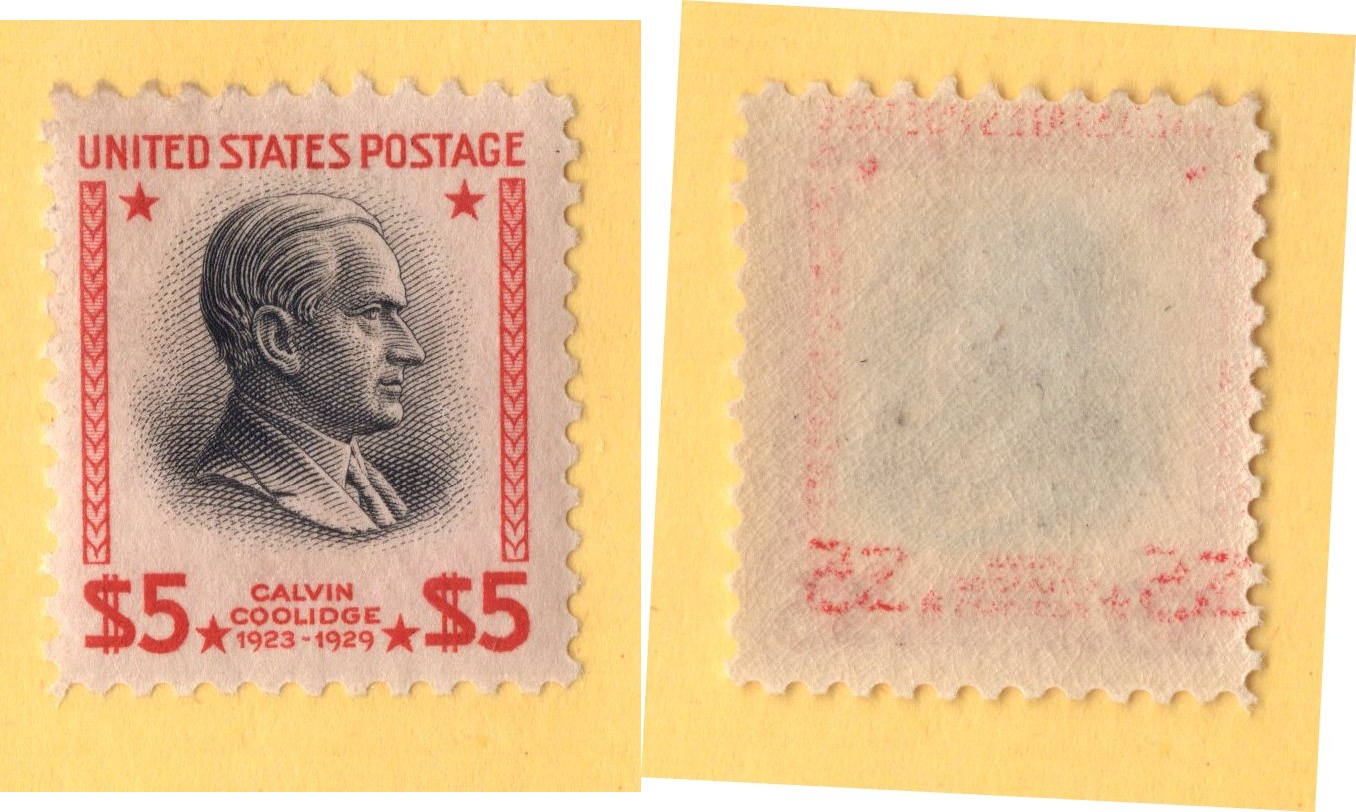 UNITED STATES POSTAGE
$5 CALVIN COOLIDGE 1923-1929 $5